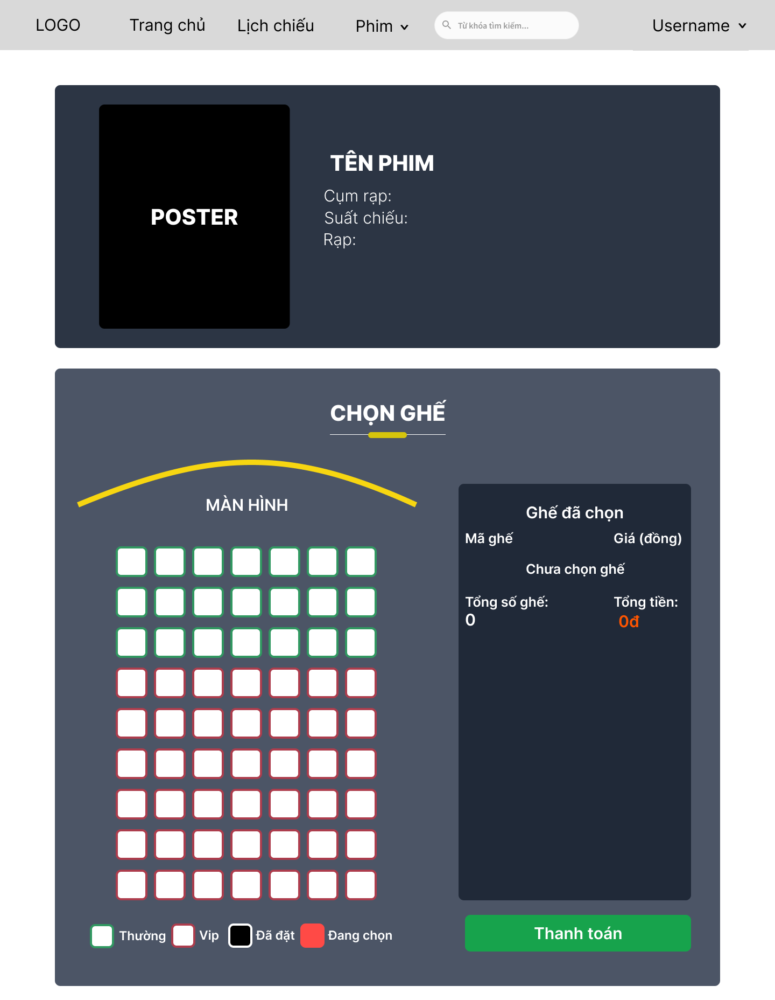 LOGO
Trang chủ
Lịch chiếu
Phim
Từ khóa tìm kiếm...
Username
POSTER
TÊN PHIM
Cụm rạp:
Suất chiếu:
Rạp:
CHỌN GHẾ
MÀN HÌNH
Ghế đã chọn
Mã ghế
Giá (đồng)
Chưa chọn ghế
Tổng số ghế:
Tổng tiền:
0
0đ
Thường
Vip
Đã đặt
Đang chọn
Thanh toán